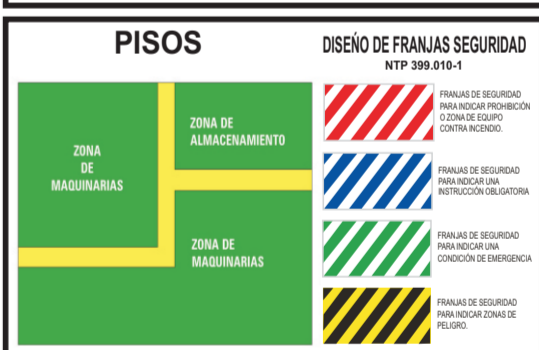 PISOS
ZONA
DE
MAQUINARIAS
ZONA DE
ALMACENAMIENTO
ZONA DE
MAQUINARIAS
DISEÑO DE FRANJAS SEGURIDAD
NTP 399.010-1
FRANJAS DE SEGURIDAD
PARA INDICAR PROHIBICIÓN
O ZONA DE EQUIPO
CONTRA INCENDIO.
FRANJAS DE SEGURIDAD
PARA INDICAR UNA
INSTRUCCIÓN OBLIGATORIA
FRANJAS DE SEGURIDAD
PARA INDICAR UNA
CONDICIÓN DE EMERGENCIA
FRANJAS DE SEGURIDAD
PARA INDICAR ZONAS DE
PELIGRO.